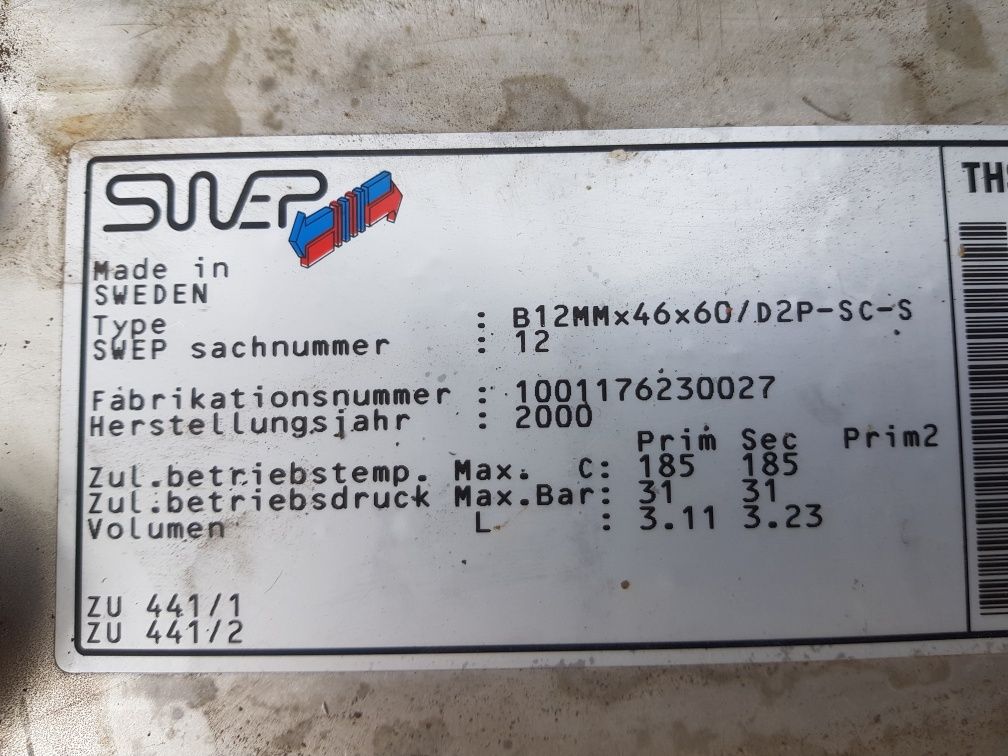 SWEP
Made in
SWEDEN
Type : B12MMx46x60/D2P-SC-S
SWEP sachnummer : 12
Fabrikationsnummer : 1001176230027
Herstellungsjahr : 2000
Prim Sec Prim2
Zul.betriebstemp. Max. C: 185 185
Zul.betriebsdruck Max.Bar: 31 31
Volumen L : 3.11 3.23
ZU 441/1
ZU 441/2